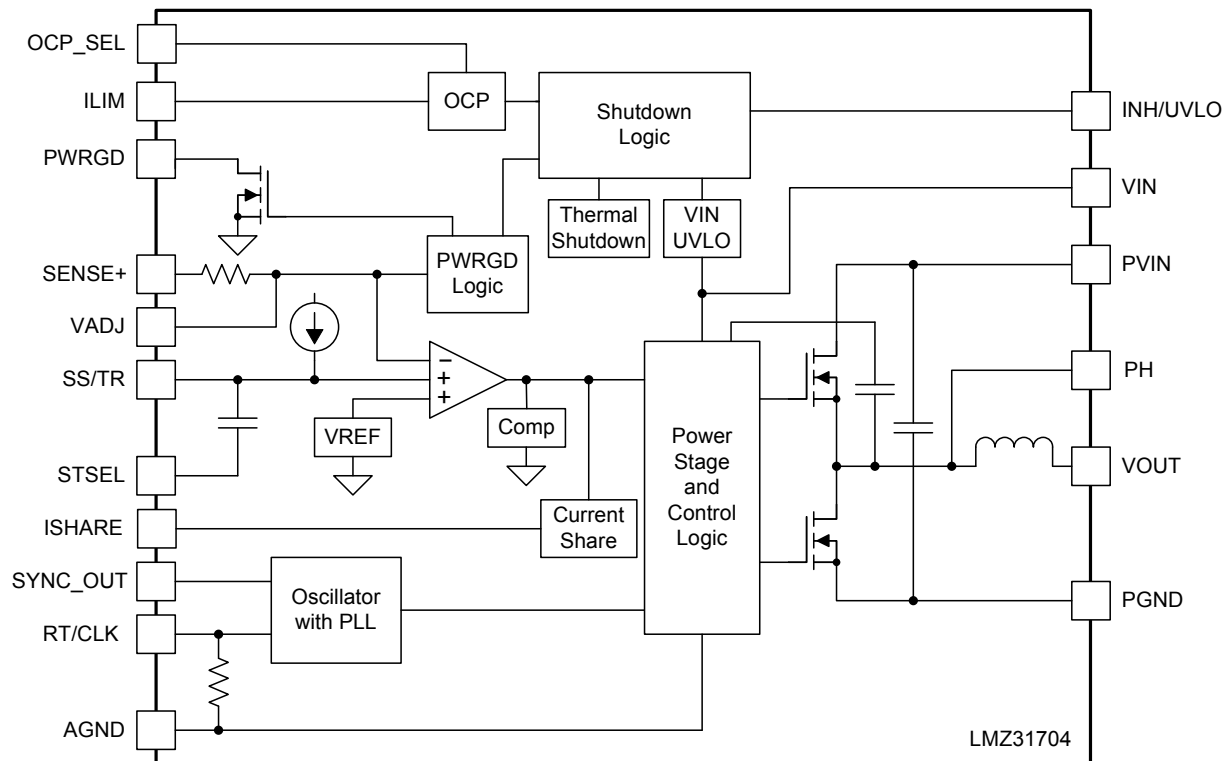 OCP_SEL
ILIM
PWRGD
SENSE+
VADJ
SS/TR
STSEL
ISHARE
SYNC_OUT
RT/CLK
AGND
OCP
Shutdown
Logic
Thermal
Shutdown
VIN
UVLO
PWRGD
Logic
−
+
+
VREF
Comp
Current
Share
Oscillator
with PLL
Power
Stage
and
Control
Logic
INH/UVLO
VIN
PVIN
PH
VOUT
PGND
LMZ31704